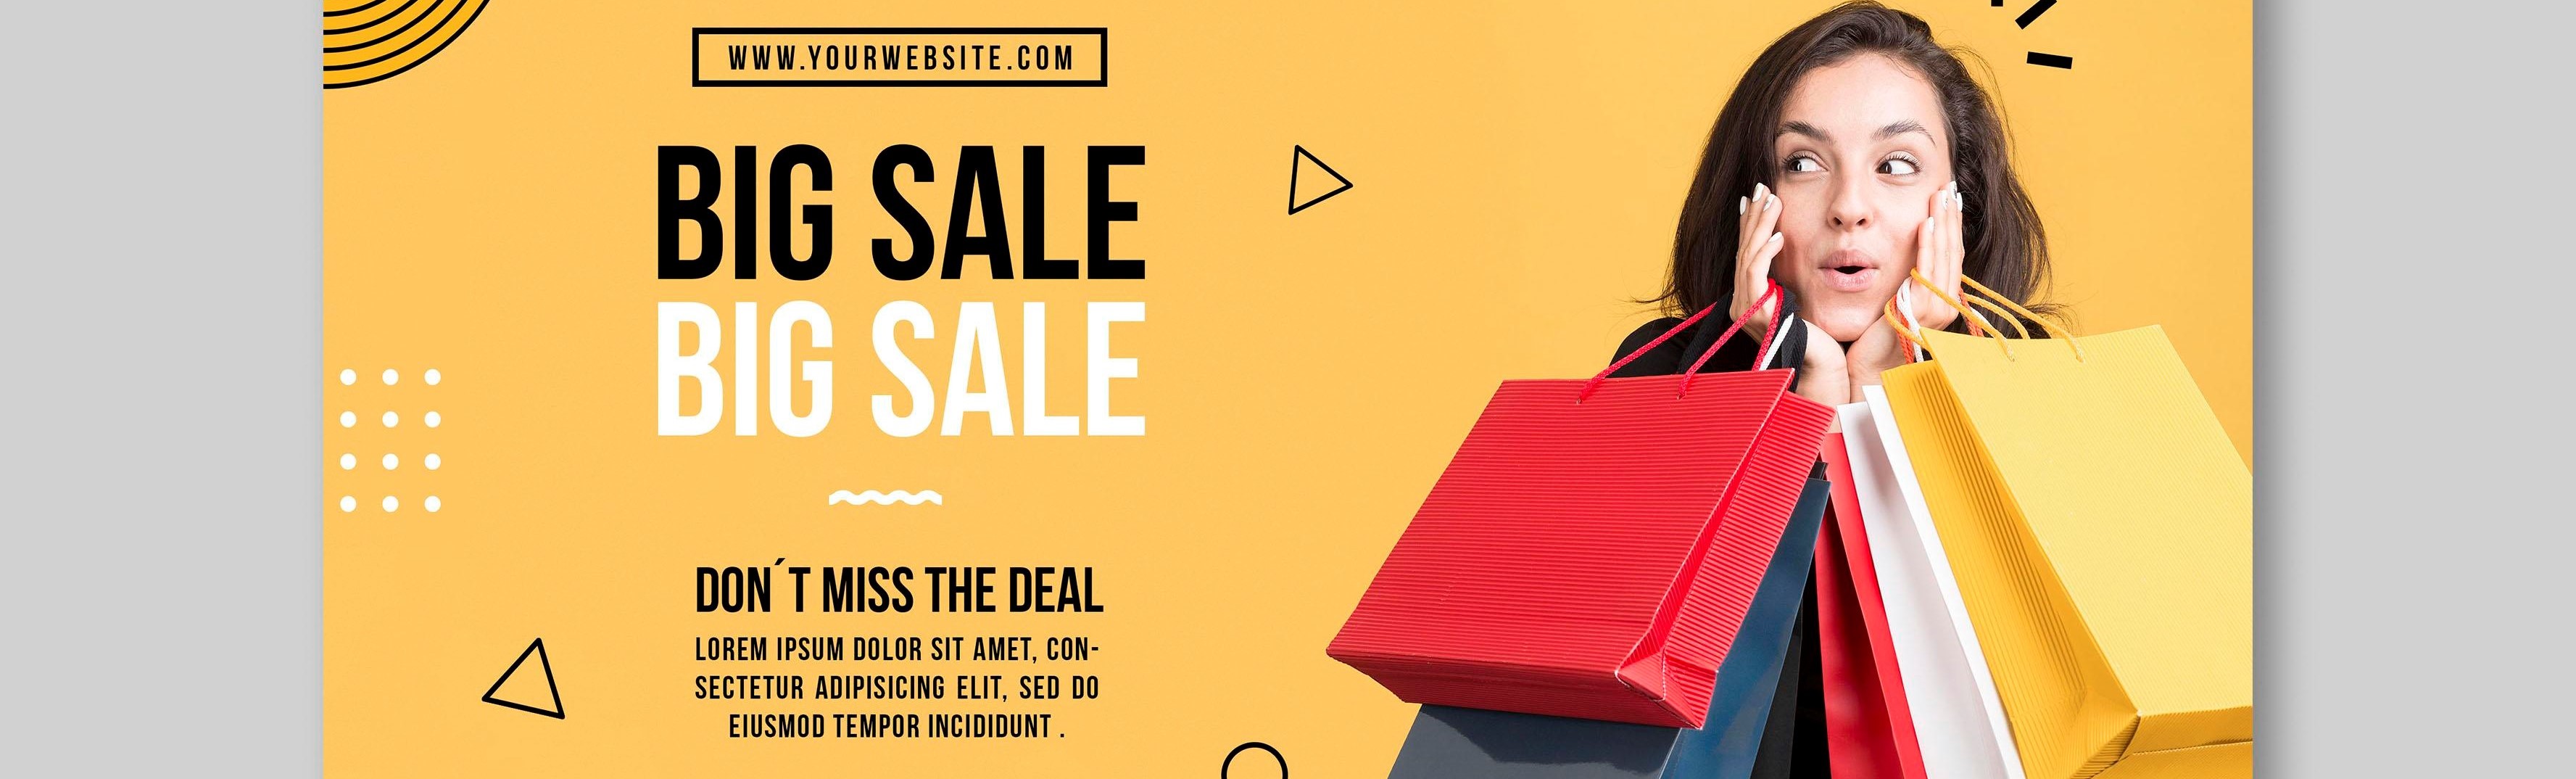 WWW.YOURWEBSITE.COM
BIG SALE
BIG SALE
DON´T MISS THE DEAL
LOREM IPSUM DOLOR SIT AMET, CON-
SECTETUR ADIPISICING ELIT, SED DO
EIUSMOD TEMPOR INCIDIDUNT .